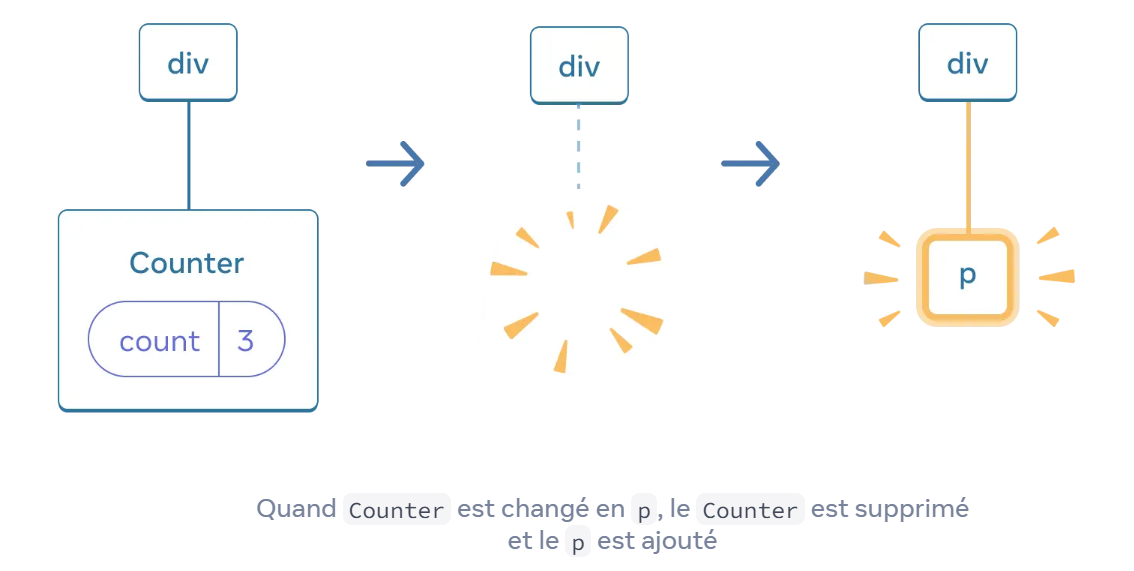 div
div
div
Counter
count 3
p
Quand Counter est changé en p, le Counter est supprimé
et le p est ajouté